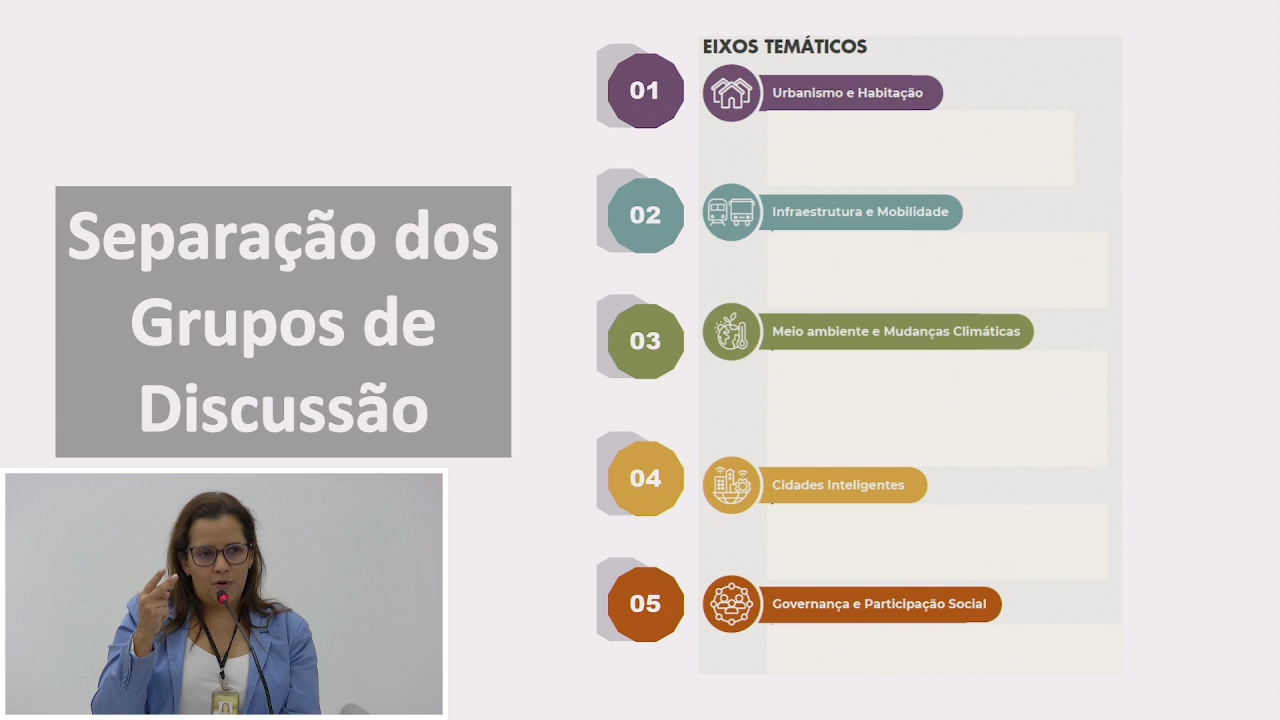 Separação dos
Grupos de
Discussão
EIXOS TEMÁTICOS
01
Urbanismo e Habitação
02
Infraestrutura e Mobilidade
03
Meio ambiente e Mudanças Climáticas
04
Cidades Inteligentes
05
Governança e Participação Social